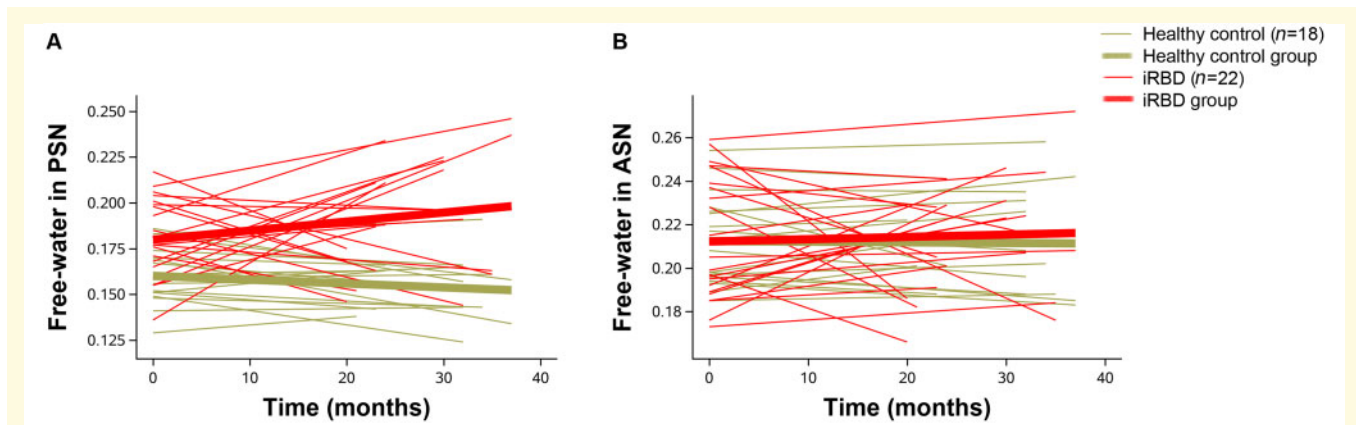 A
B
Healthy control (n=18)
Healthy control group
iRBD (n=22)
iRBD group
Free-water in PSN
0.250
0.225
0.200
0.175
0.150
0.125
0 10 20 30 40
Time (months)
Free-water in ASN
0.26
0.24
0.22
0.20
0.18
0 10 20 30 40
Time (months)